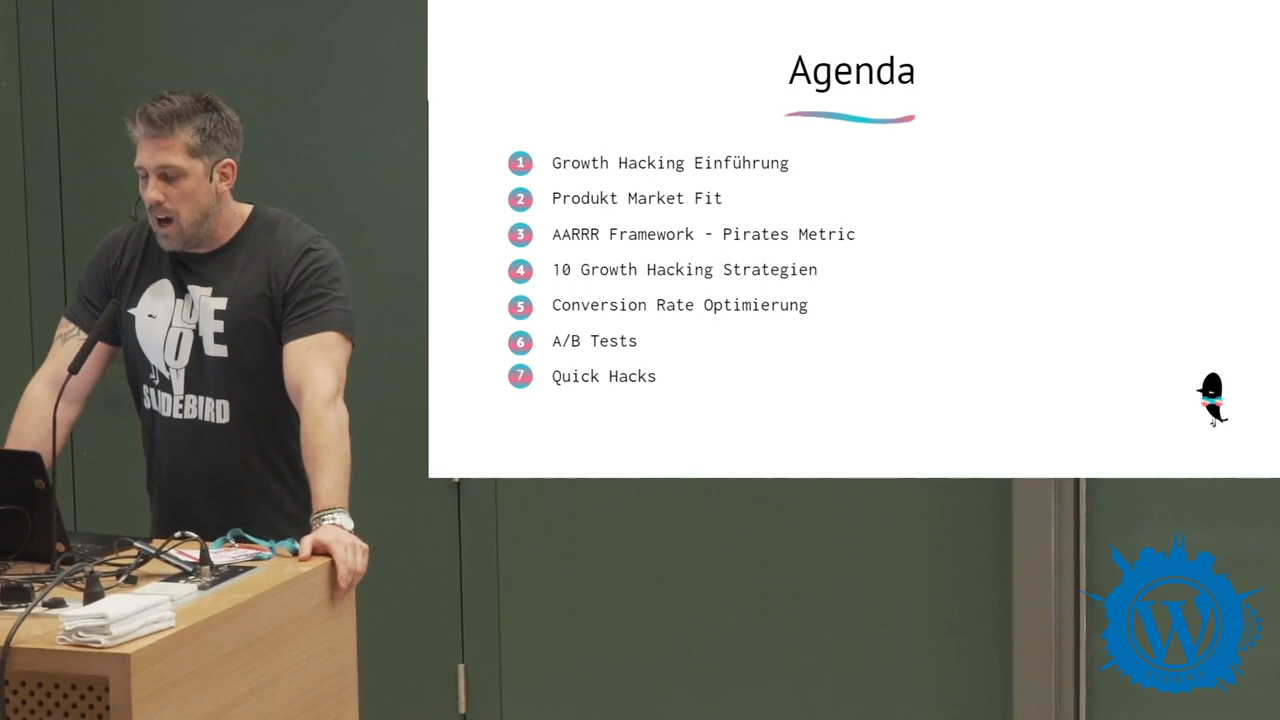 Agenda
1 Growth Hacking Einführung
2 Produkt Market Fit
3 AARRR Framework - Pirates Metric
4 10 Growth Hacking Strategien
5 Conversion Rate Optimierung
6 A/B Tests
7 Quick Hacks
SLIDEBIRD
W